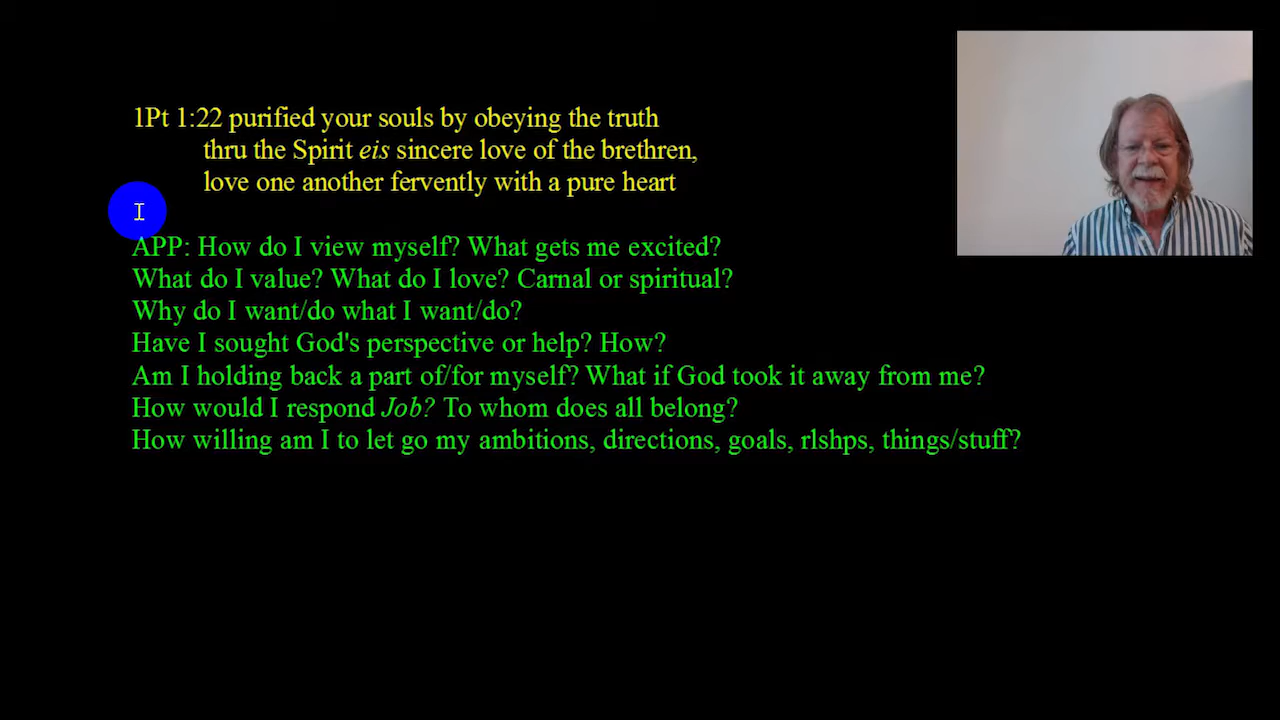 1Pt 1:22 purified your souls by obeying the truth
thru the Spirit eis sincere love of the brethren,
love one another fervently with a pure heart
APP: How do I view myself? What gets me excited?
What do I value? What do I love? Carnal or spiritual?
Why do I want/do what I want/do?
Have I sought God's perspective or help? How?
Am I holding back a part of/for myself? What if God took it away from me?
How would I respond Job? To whom does all belong?
How willing am I to let go my ambitions, directions, goals, rlshps, things/stuff?